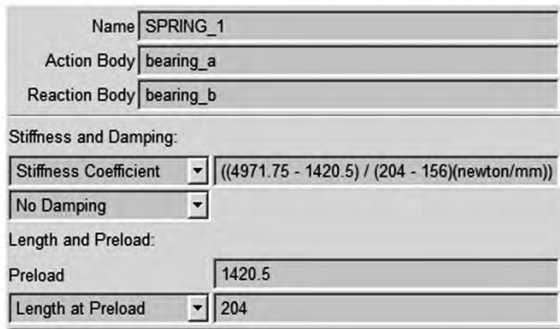 Name SPRING_1
Action Body bearing_a
Reaction Body bearing_b
Stiffness and Damping:
Stiffness Coefficient ((4971.75 - 1420.5) / (204 - 156)(newton/mm))
No Damping
Length and Preload:
Preload 1420.5
Length at Preload 204